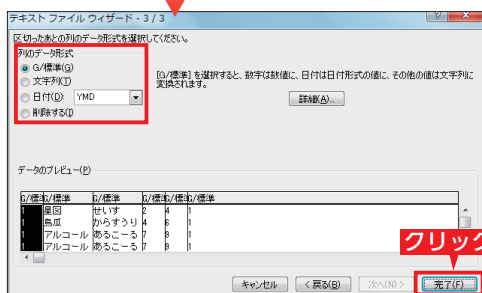 テキスト ファイル ウィザード - 3 / 3
区切ったあとの列のデータ形式を選択してください。
列のデータ形式
G/標準(G)
文字列(T)
日付(D): YMD
削除する(I)
[G/標準] を選択すると、数字は数値に、日付は日付形式の値に、その他の値は文字列に変換されます。
詳細(A)...
データのプレビュー(P)
G/標準 G/標準 G/標準 G/標準 G/標準 G/標準
1 星図 せいず 2 4 1
1 烏瓜 からすうり 4 6 1
1 アルコール あるこーる 7 9 1
1 アルコール あるこーる 7 9 1
クリック
キャンセル < 戻る(B) 次へ(N) > 完了(F)